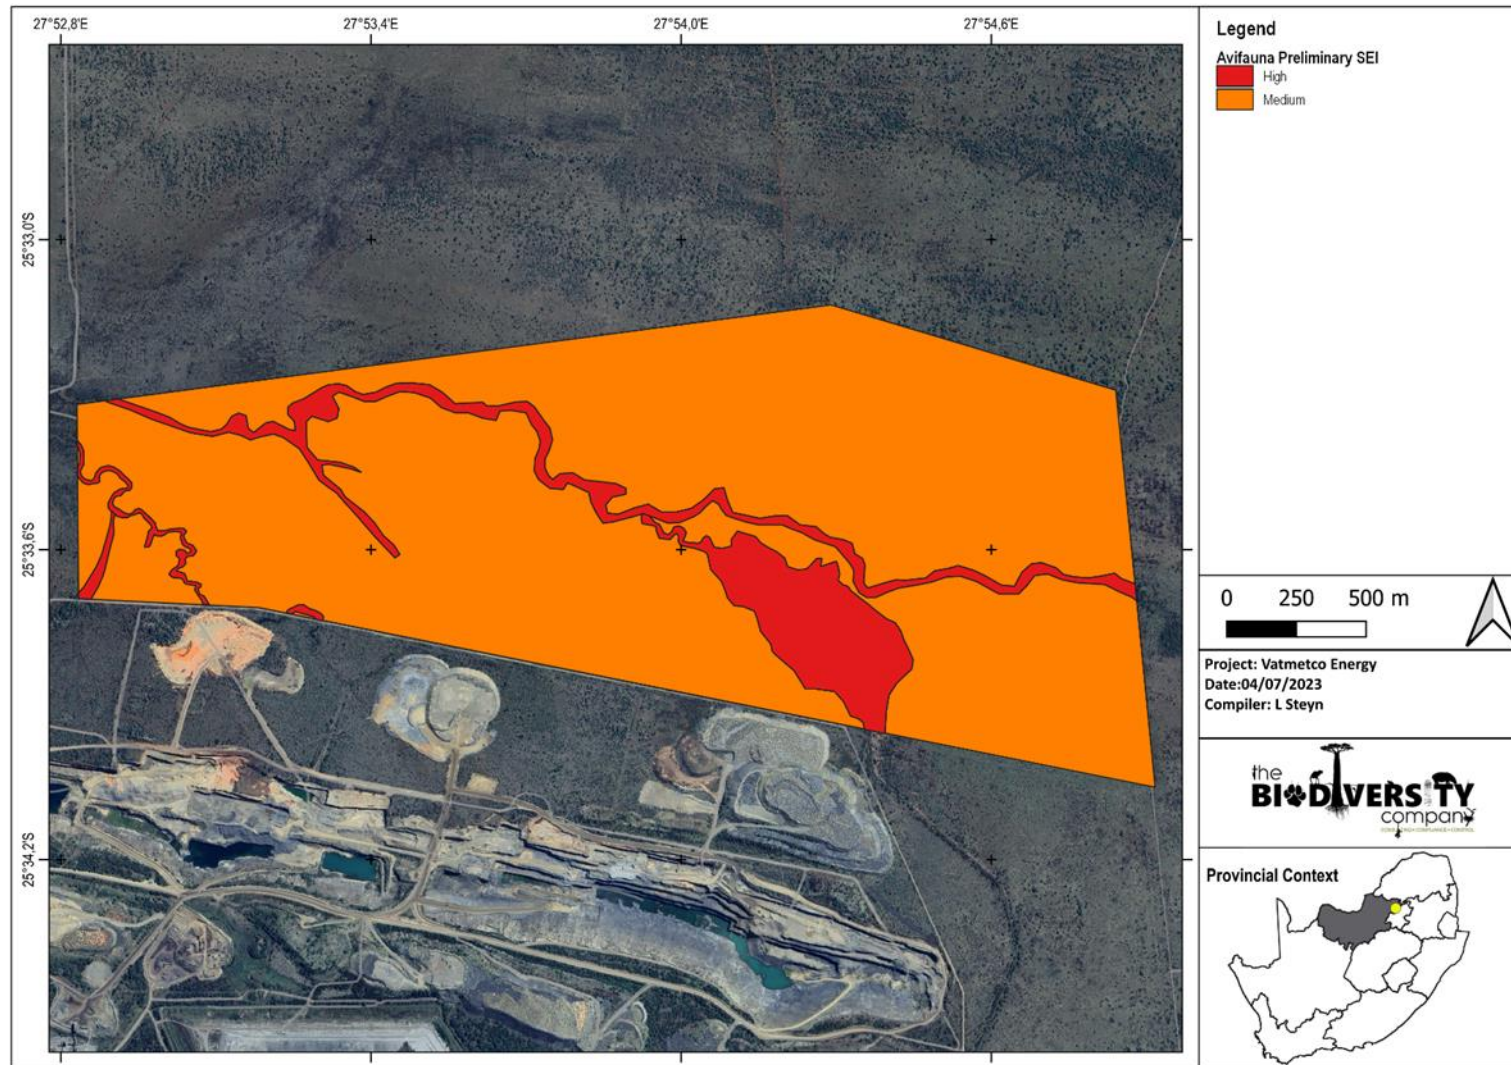 27°52,8'E 27°53,4'E 27°54,0'E 27°54,6'E
25°33,0'S
25°33,6'S
25°34,2'S
Legend
Avifauna Preliminary SEI
High
Medium
0 250 500 m
Project: Vatmetco Energy
Date:04/07/2023
Compiler: L Steyn
the
BIODIVERSITY
company
Provincial Context